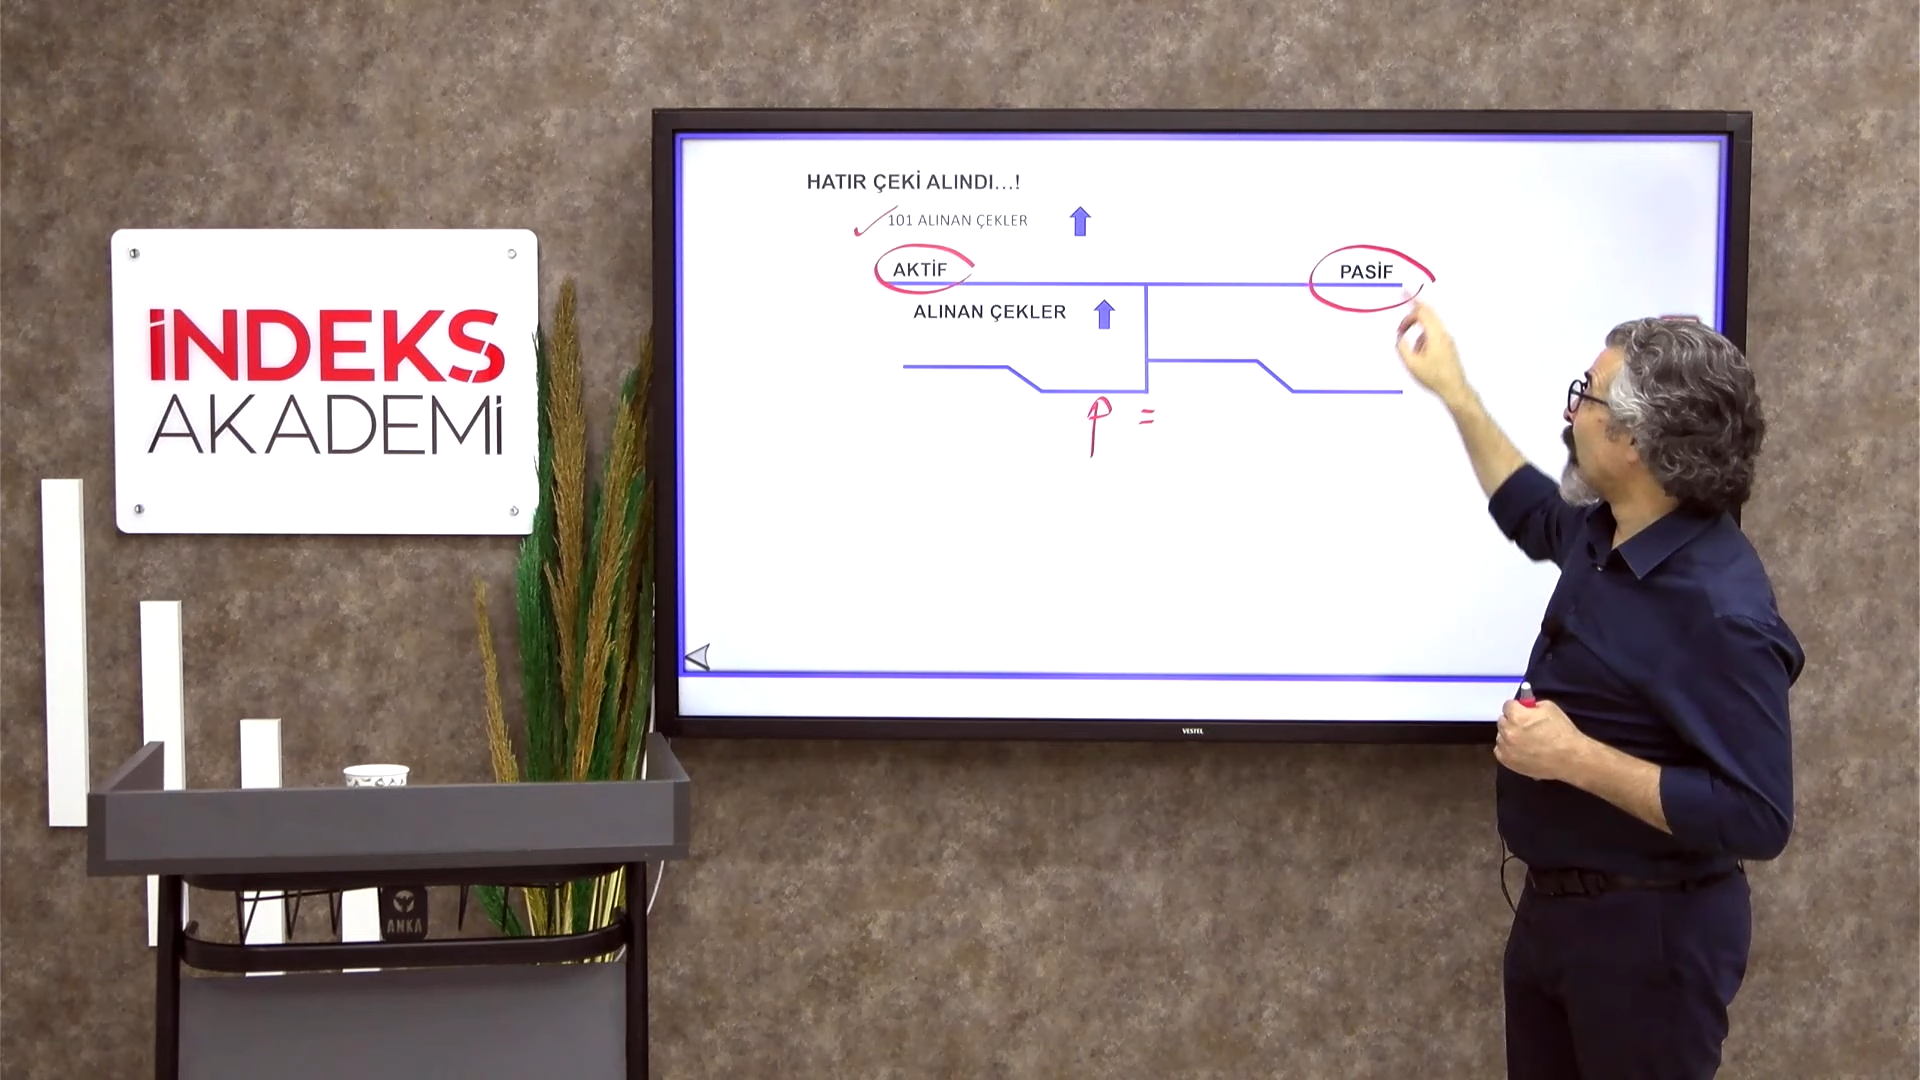 İNDEKS
AKADEMİ
HATIR ÇEKİ ALINDI...!
101 ALINAN ÇEKLER
AKTİF
PASİF
ALINAN ÇEKLER
=
VESTEL
ANKA